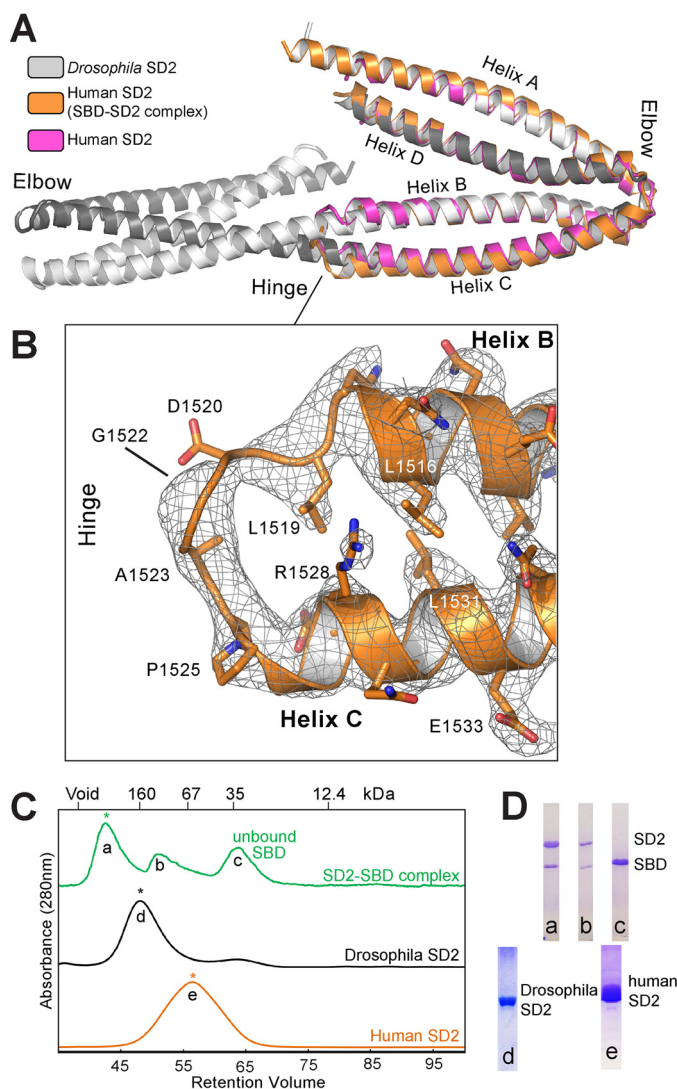 A
Drosophila SD2
Human SD2
(SBD-SD2 complex)
Human SD2
Helix A
Elbow
Helix D
Elbow
Helix B
Hinge
Helix C
B
Helix B
D1520
G1522
L1516
Hinge
L1519
A1523
R1528
L1531
P1525
Helix C
E1533
C
Void 160 67 35 12.4 kDa
* unbound
SBD
a b c
SD2-SBD complex
*
d
Drosophila SD2
*
e
Human SD2
Absorbance (280nm)
45 55 65 75 85 95
Retention Volume
D
SD2
SBD
a b c
Drosophila
SD2
human
SD2
d e